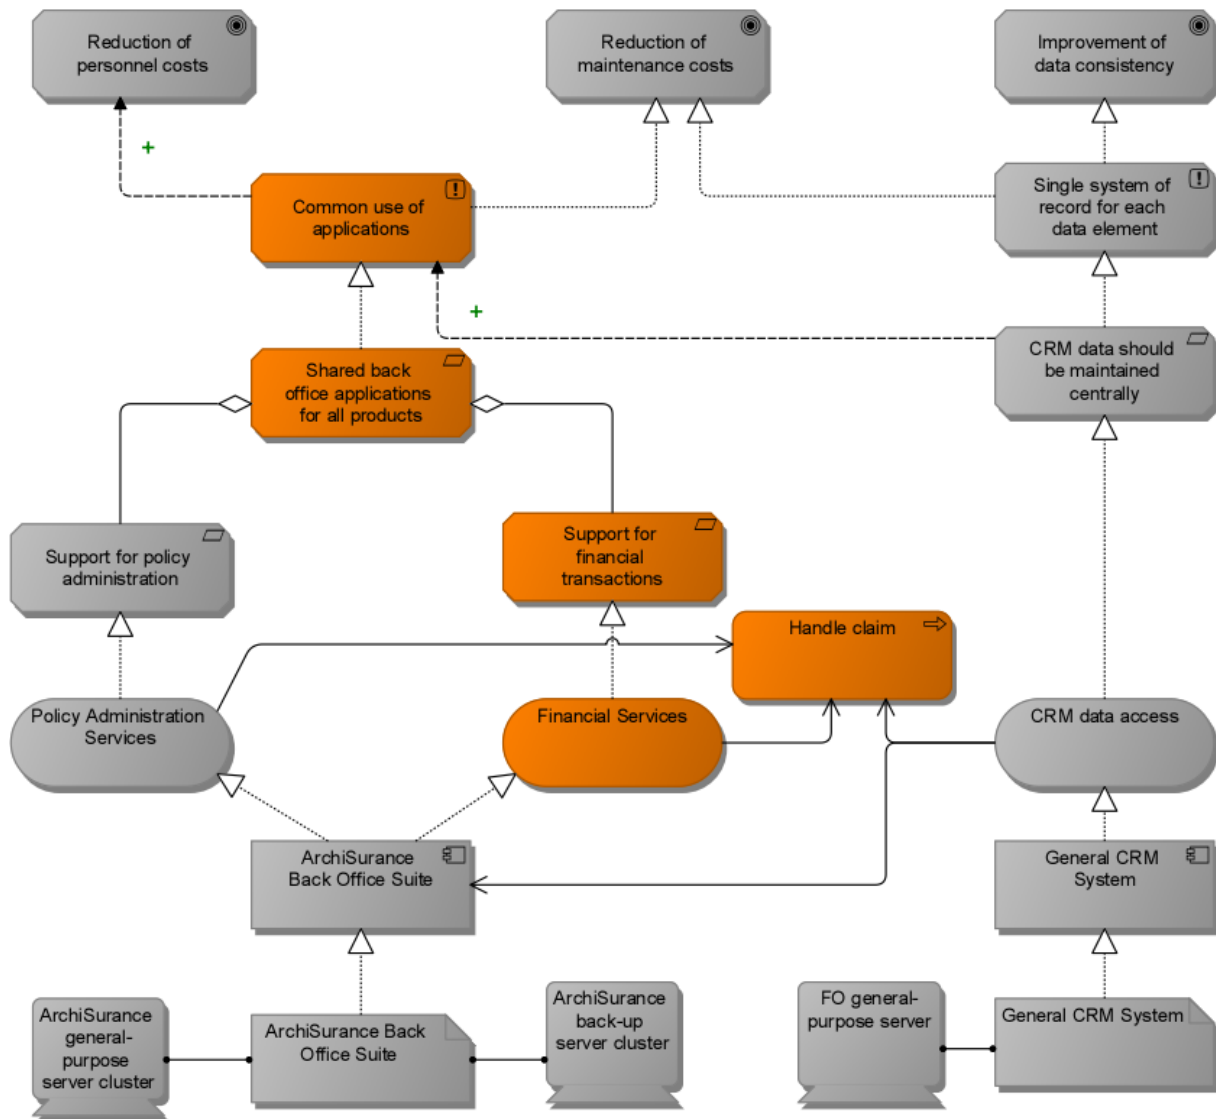 Reduction of
personnel costs
Reduction of
maintenance costs
Improvement of
data consistency
+
Common use of
applications
Single system of
record for each
data element
+
Shared back
office applications
for all products
CRM data should
be maintained
centrally
Support for policy
administration
Support for
financial
transactions
Handle claim
Policy Administration
Services
Financial Services
CRM data access
ArchiSurance
Back Office Suite
General CRM
System
ArchiSurance
general-
purpose
server cluster
ArchiSurance Back
Office Suite
ArchiSurance
back-up
server cluster
FO general-
purpose server
General CRM System